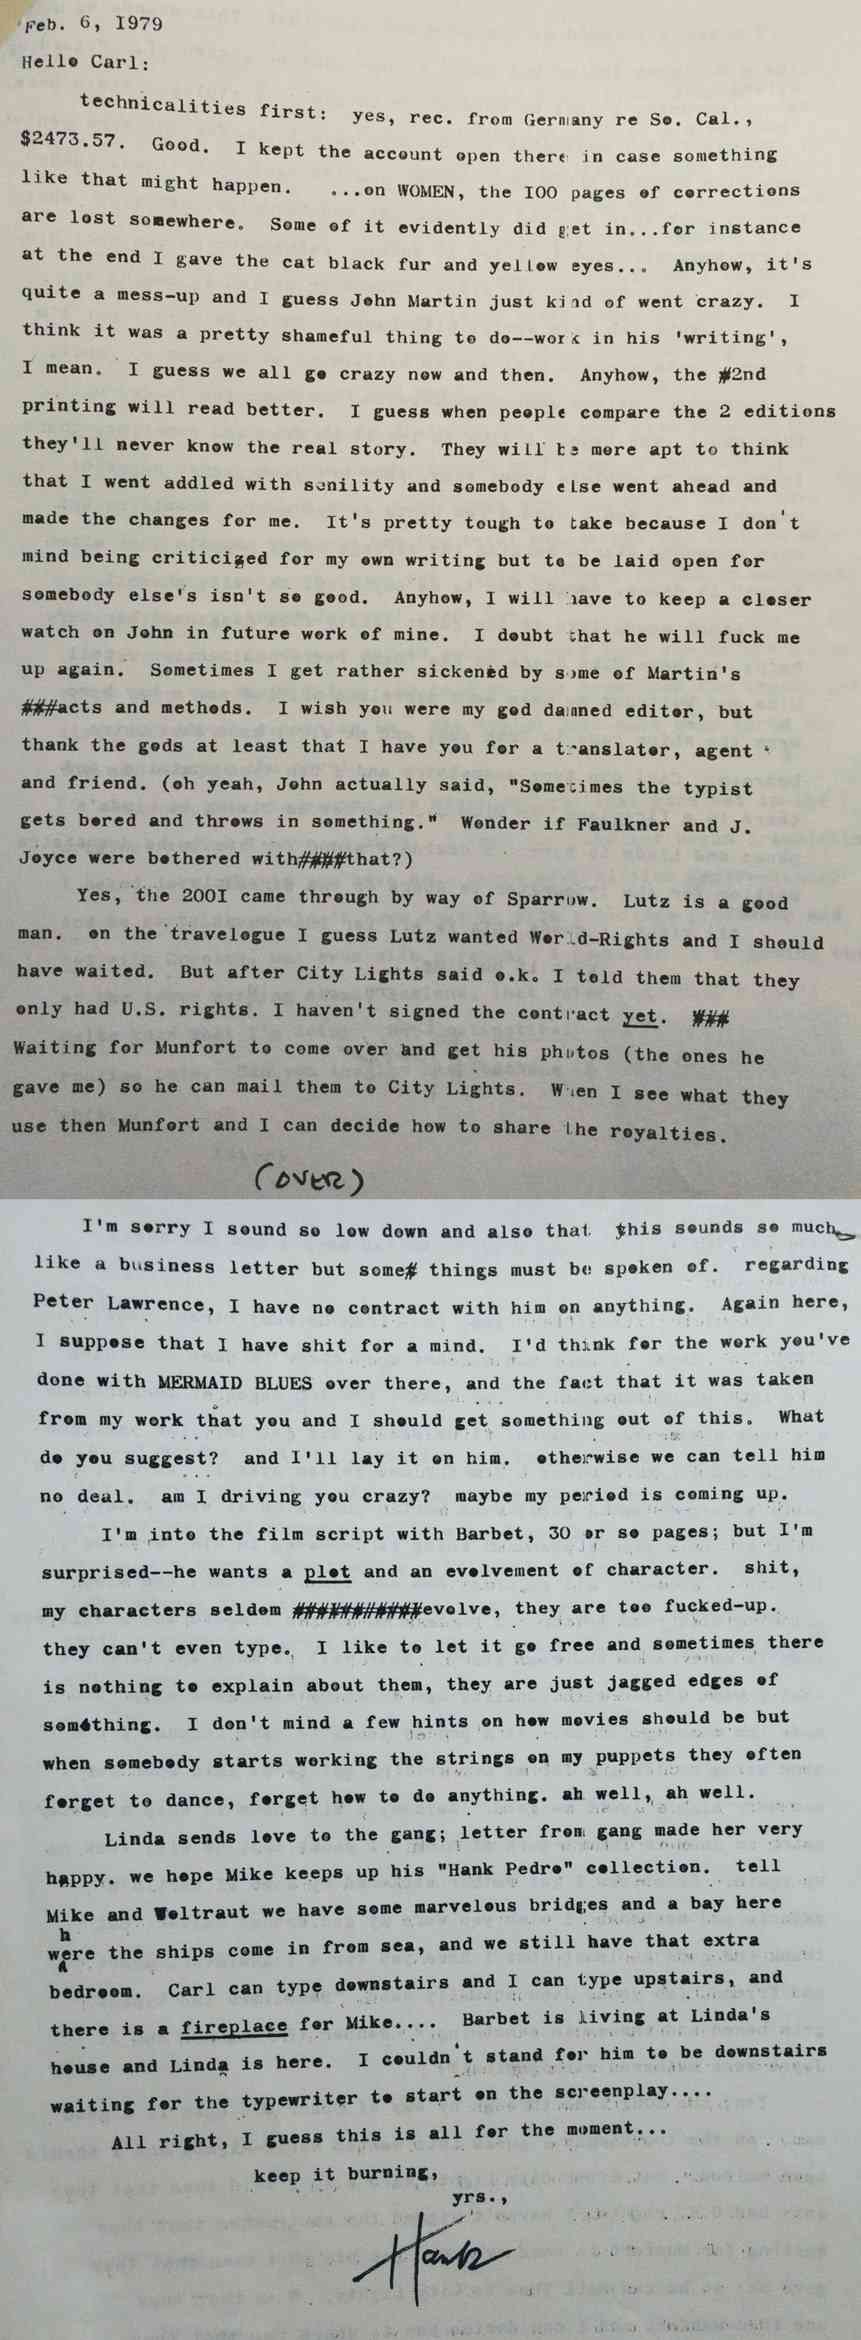 Feb. 6, I979
Hello Carl:
technicalities first: yes, rec. from Germany re So. Cal.,
$2473.57. Good. I kept the account open there in case something
like that might happen. ...on WOMEN, the I00 pages of corrections
are lost somewhere. Some of it evidently did get in...for instance
at the end I gave the cat black fur and yellow eyes... Anyhow, it's
quite a mess-up and I guess John Martin just kind of went crazy. I
think it was a pretty shameful thing to do--work in his 'writing',
I mean. I guess we all go crazy now and then. Anyhow, the #2nd
printing will read better. I guess when people compare the 2 editions
they'll never know the real story. They will be more apt to think
that I went addled with senility and somebody else went ahead and
made the changes for me. It's pretty tough to take because I don't
mind being criticized for my own writing but to be laid open for
somebody else's isn't so good. Anyhow, I will have to keep a closer
watch on John in future work of mine. I doubt that he will fuck me
up again. Sometimes I get rather sickened by some of Martin's
###acts and methods. I wish you were my god damned editor, but
thank the gods at least that I have you for a translator, agent
and friend. (oh yeah, John actually said, "Sometimes the typist
gets bored and throws in something." Wonder if Faulkner and J.
Joyce were bothered with####that?)
Yes, the 200I came through by way of Sparrow. Lutz is a good
man. on the travelogue I guess Lutz wanted World-Rights and I should
have waited. But after City Lights said o.k. I told them that they
only had U.S. rights. I haven't signed the contract yet. ###
Waiting for Munfort to come over and get his photos (the ones he
gave me) so he can mail them to City Lights. When I see what they
use then Munfort and I can decide how to share the royalties.
(OVER)
I'm sorry I sound so low down and also that this sounds so much
like a business letter but some# things must be spoken of. regarding
Peter Lawrence, I have no contract with him on anything. Again here,
I suppose that I have shit for a mind. I'd think for the work you've
done with MERMAID BLUES over there, and the fact that it was taken
from my work that you and I should get something out of this. What
do you suggest? and I'll lay it on him. otherwise we can tell him
no deal. am I driving you crazy? maybe my period is coming up.
I'm into the film script with Barbet, 30 or so pages; but I'm
surprised--he wants a plot and an evolvement of character. shit,
my characters seldom ###########evolve, they are too fucked-up.
they can't even type. I like to let it go free and sometimes there
is nothing to explain about them, they are just jagged edges of
something. I don't mind a few hints on how movies should be but
when somebody starts working the strings on my puppets they often
forget to dance, forget how to do anything. ah well, ah well.
Linda sends love to the gang; letter from gang made her very
happy. we hope Mike keeps up his "Hank Pedro" collection. tell
Mike and Woltraut we have some marvelous bridges and a bay here
where the ships come in from sea, and we still have that extra
bedroom. Carl can type downstairs and I can type upstairs, and
there is a fireplace for Mike.... Barbet is living at Linda's
house and Linda is here. I couldn't stand for him to be downstairs
waiting for the typewriter to start on the screenplay....
All right, I guess this is all for the moment...
keep it burning,
yrs.,
Hank